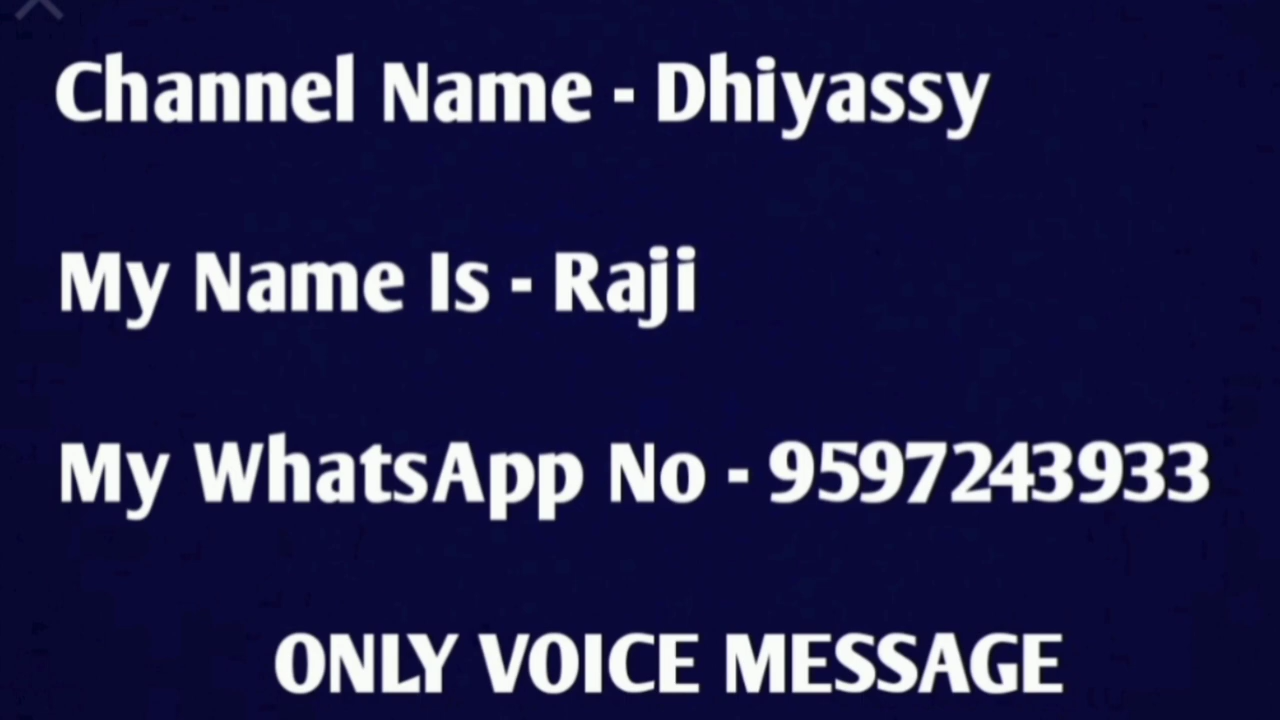 Channel Name - Dhiyassy
My Name Is - Raji
My WhatsApp No - 9597243933
ONLY VOICE MESSAGE